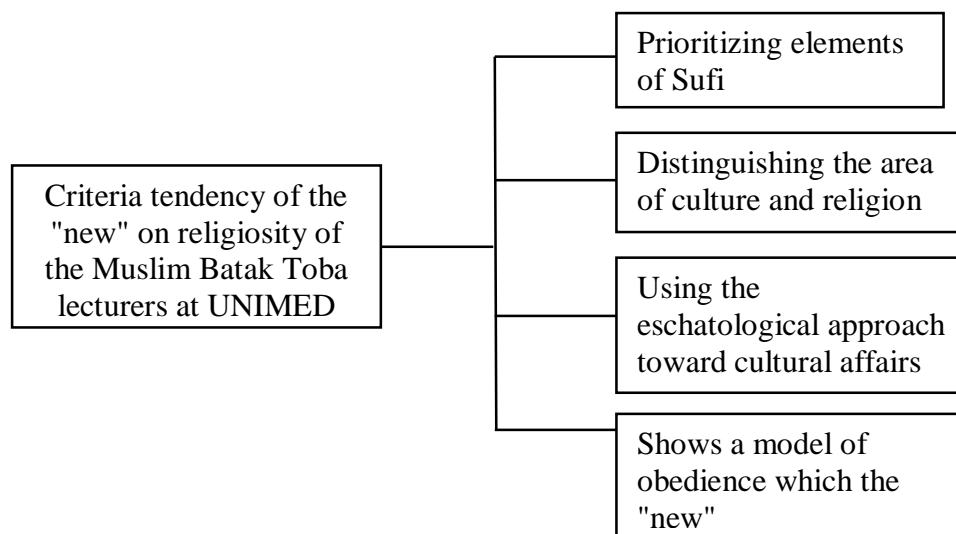 Criteria tendency of the
"new" on religiosity of
the Muslim Batak Toba
lecturers at UNIMED
Prioritizing elements
of Sufi
Distinguishing the area
of culture and religion
Using the
eschatological approach
toward cultural affairs
Shows a model of
obedience which the
"new"